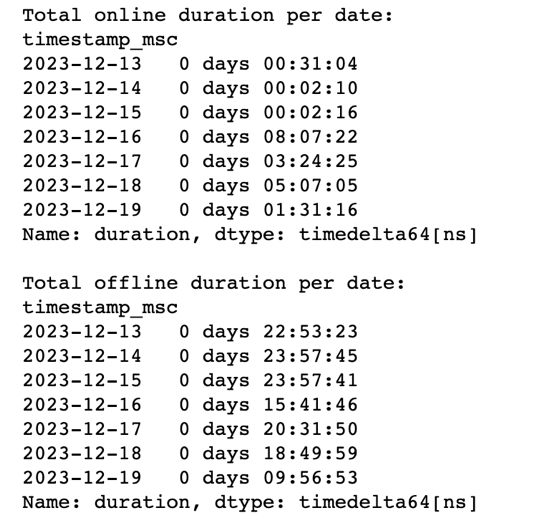 Total online duration per date:
timestamp_msc
2023-12-13   0 days 00:31:04
2023-12-14   0 days 00:02:10
2023-12-15   0 days 00:02:16
2023-12-16   0 days 08:07:22
2023-12-17   0 days 03:24:25
2023-12-18   0 days 05:07:05
2023-12-19   0 days 01:31:16
Name: duration, dtype: timedelta64[ns]

Total offline duration per date:
timestamp_msc
2023-12-13   0 days 22:53:23
2023-12-14   0 days 23:57:45
2023-12-15   0 days 23:57:41
2023-12-16   0 days 15:41:46
2023-12-17   0 days 20:31:50
2023-12-18   0 days 18:49:59
2023-12-19   0 days 09:56:53
Name: duration, dtype: timedelta64[ns]